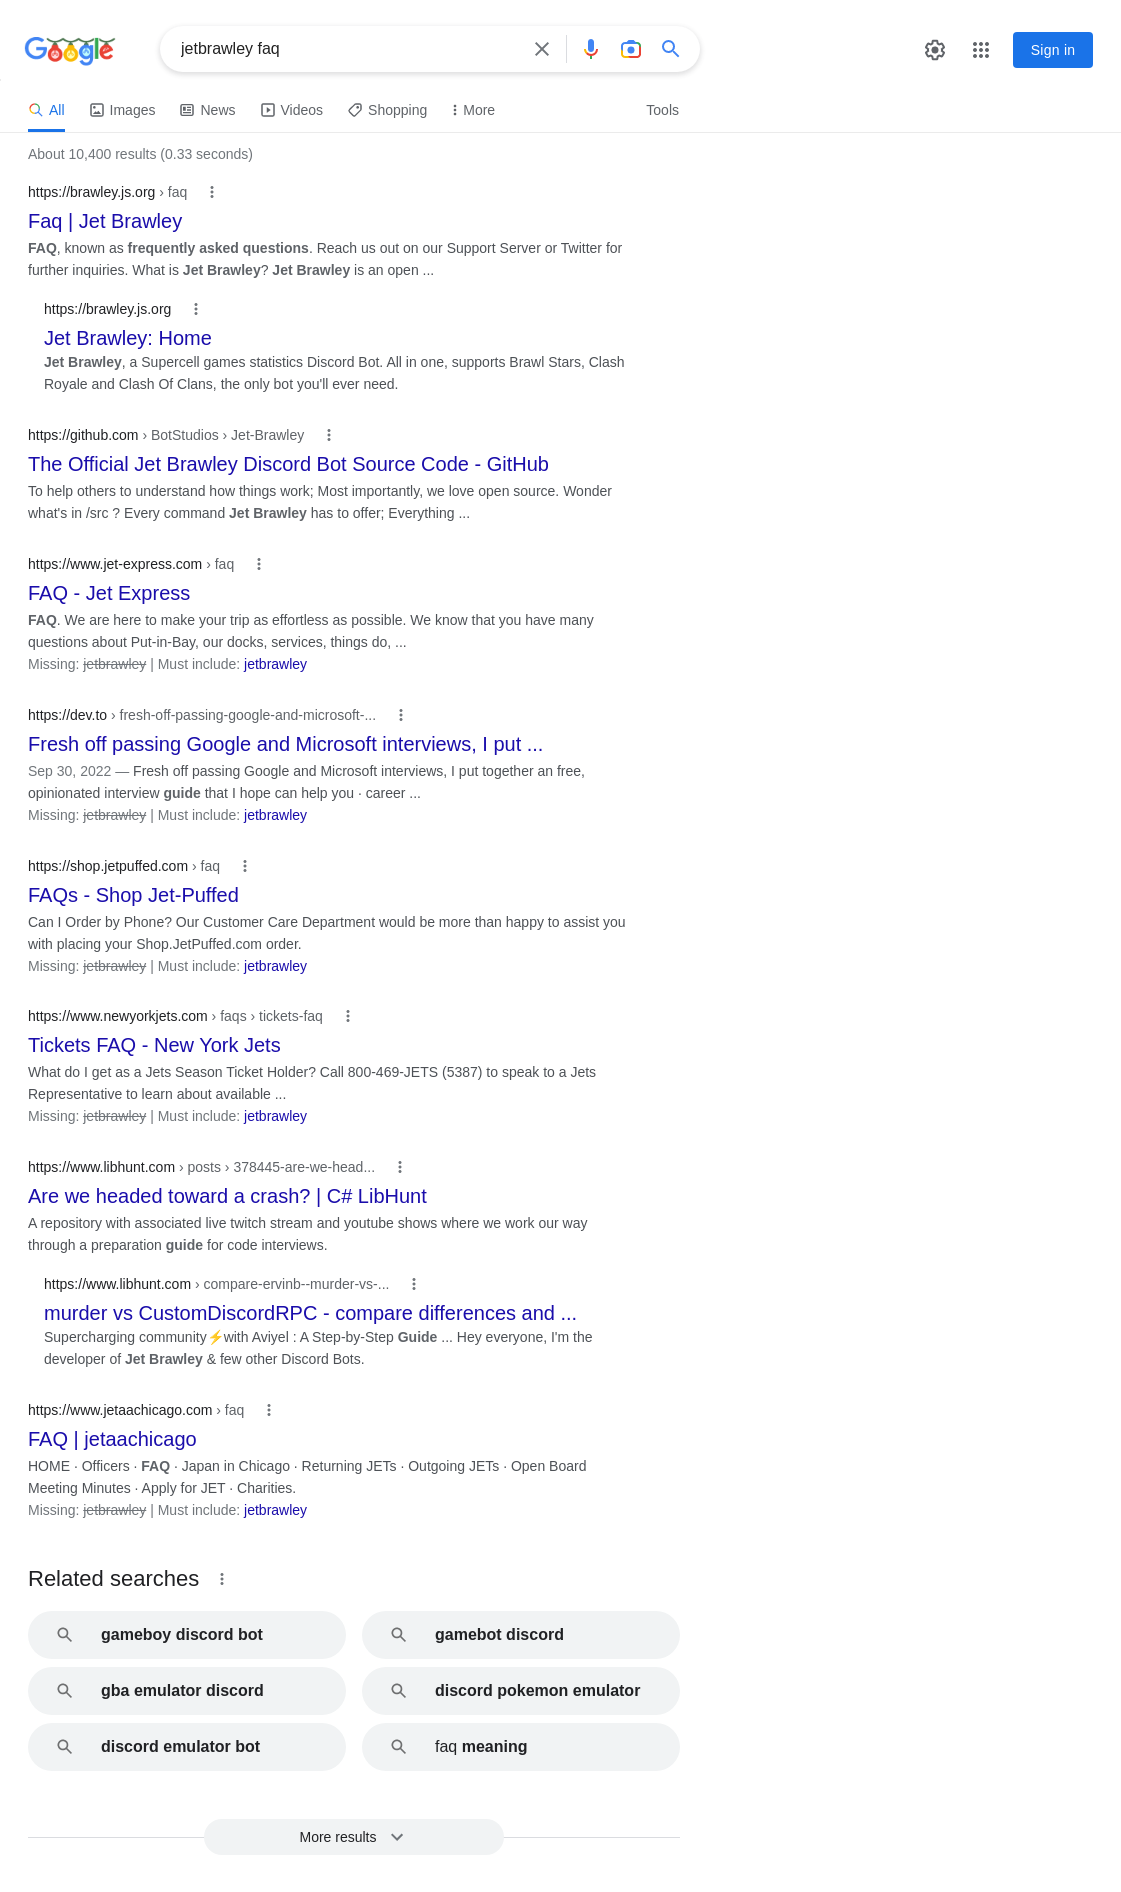 Google
jetbrawley faq
Sign in
All Images News Videos Shopping More Tools
About 10,400 results (0.33 seconds)
https://brawley.js.org › faq
Faq | Jet Brawley
FAQ, known as frequently asked questions. Reach us out on our Support Server or Twitter for
further inquiries. What is Jet Brawley? Jet Brawley is an open ...
https://brawley.js.org
Jet Brawley: Home
Jet Brawley, a Supercell games statistics Discord Bot. All in one, supports Brawl Stars, Clash
Royale and Clash Of Clans, the only bot you'll ever need.
https://github.com › BotStudios › Jet-Brawley
The Official Jet Brawley Discord Bot Source Code - GitHub
To help others to understand how things work; Most importantly, we love open source. Wonder
what's in /src ? Every command Jet Brawley has to offer; Everything ...
https://www.jet-express.com › faq
FAQ - Jet Express
FAQ. We are here to make your trip as effortless as possible. We know that you have many
questions about Put-in-Bay, our docks, services, things do, ...
Missing: jetbrawley | Must include: jetbrawley
https://dev.to › fresh-off-passing-google-and-microsoft-...
Fresh off passing Google and Microsoft interviews, I put ...
Sep 30, 2022 — Fresh off passing Google and Microsoft interviews, I put together an free,
opinionated interview guide that I hope can help you · career ...
Missing: jetbrawley | Must include: jetbrawley
https://shop.jetpuffed.com › faq
FAQs - Shop Jet-Puffed
Can I Order by Phone? Our Customer Care Department would be more than happy to assist you
with placing your Shop.JetPuffed.com order.
Missing: jetbrawley | Must include: jetbrawley
https://www.newyorkjets.com › faqs › tickets-faq
Tickets FAQ - New York Jets
What do I get as a Jets Season Ticket Holder? Call 800-469-JETS (5387) to speak to a Jets
Representative to learn about available ...
Missing: jetbrawley | Must include: jetbrawley
https://www.libhunt.com › posts › 378445-are-we-head...
Are we headed toward a crash? | C# LibHunt
A repository with associated live twitch stream and youtube shows where we work our way
through a preparation guide for code interviews.
https://www.libhunt.com › compare-ervinb--murder-vs-...
murder vs CustomDiscordRPC - compare differences and ...
Supercharging community⚡with Aviyel : A Step-by-Step Guide ... Hey everyone, I'm the
developer of Jet Brawley & few other Discord Bots.
https://www.jetaachicago.com › faq
FAQ | jetaachicago
HOME · Officers · FAQ · Japan in Chicago · Returning JETs · Outgoing JETs · Open Board
Meeting Minutes · Apply for JET · Charities.
Missing: jetbrawley | Must include: jetbrawley
Related searches
gameboy discord bot
gamebot discord
gba emulator discord
discord pokemon emulator
discord emulator bot
faq meaning
More results